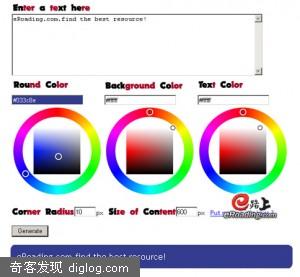 Enter a text here
eRoading.com,find the best resource!
Round Color Background Color Text Color
#333c8e #ffffff #ffffff
路上
eRoading.com
Corner Radius 10 px Size of Content 600 px Put
Generate
eRoading.com,find the best resource!
奇客发现 diglog.com